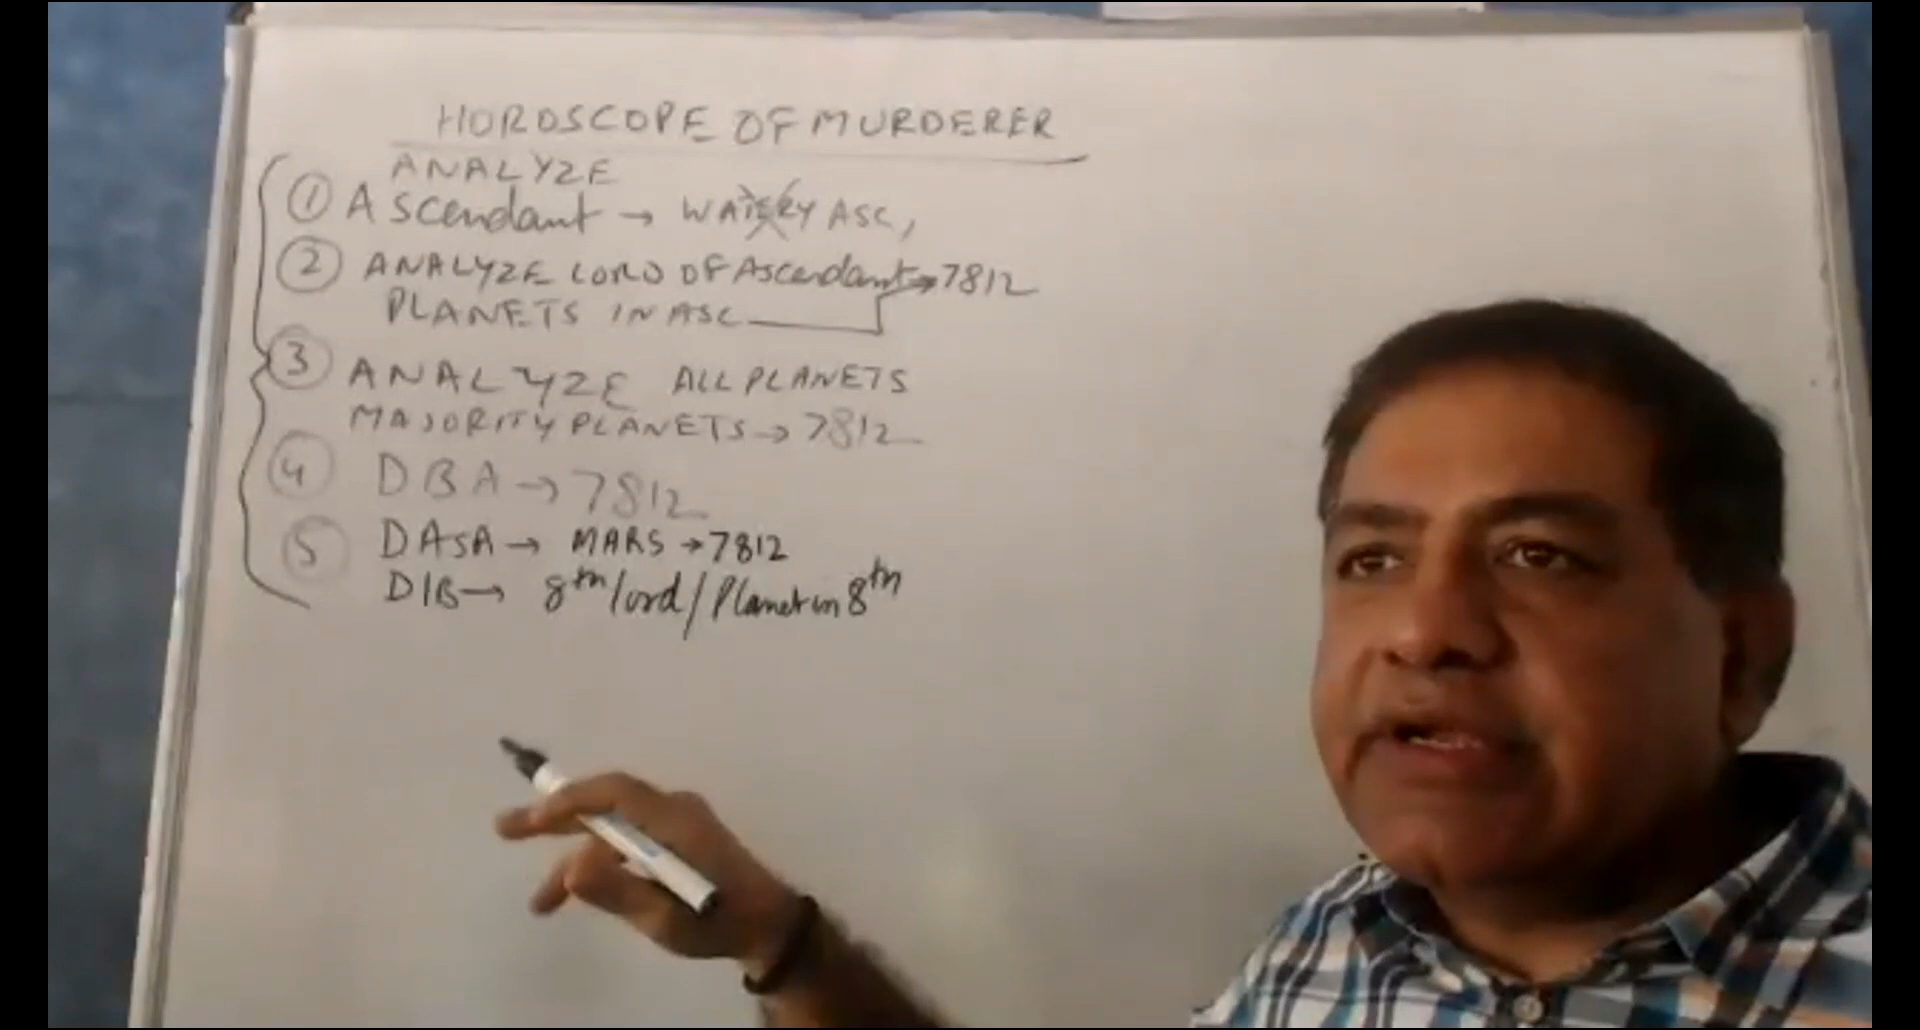 HOROSCOPE OF MURDERER
ANALYZE
① Ascendant → WATERY ASC,
② ANALYZE LORD OF Ascendant → 7812
PLANETS IN ASC
③ ANALYZE ALL PLANETS
MAJORITY PLANETS → 7812
④ DBA → 7812
⑤ DASA → MARS → 7812
D/B → 8th lord / Planet in 8th